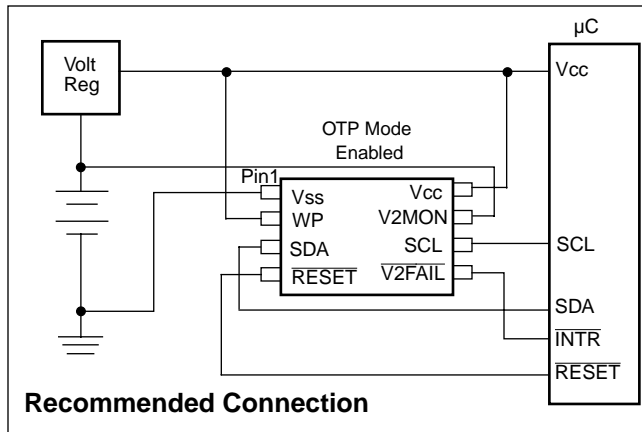 µC
Volt
Reg
Vcc
OTP Mode
Enabled
Pin1
Vss
Vcc
WP
V2MON
SDA
SCL
SCL
RESET
V2FAIL
SDA
INTR
RESET
Recommended Connection